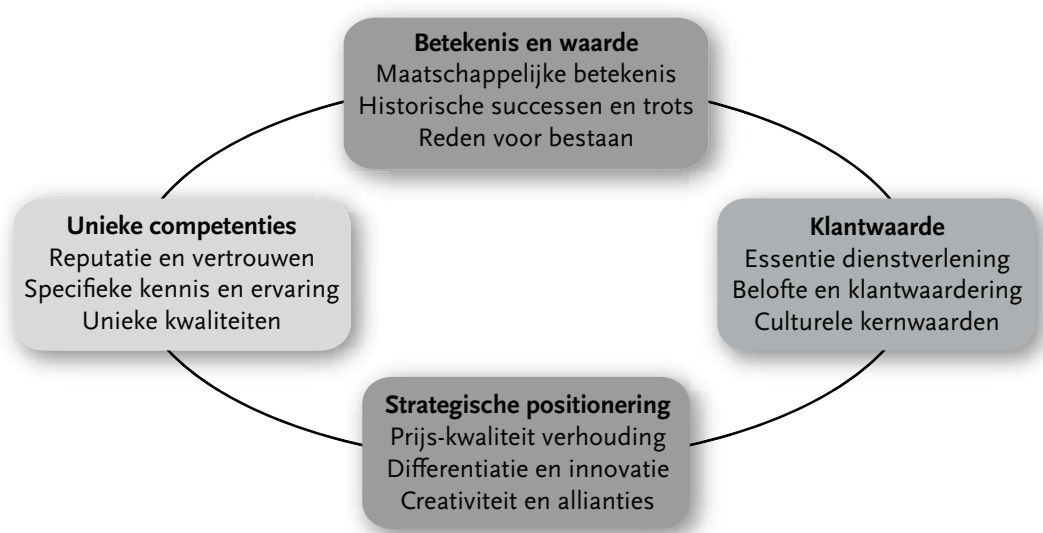 Betekenis en waarde
Maatschappelijke betekenis
Historische successen en trots
Reden voor bestaan
Unieke competenties
Reputatie en vertrouwen
Specifieke kennis en ervaring
Unieke kwaliteiten
Klantwaarde
Essentie dienstverlening
Belofte en klantwaardering
Culturele kernwaarden
Strategische positionering
Prijs-kwaliteit verhouding
Differentiatie en innovatie
Creativiteit en allianties